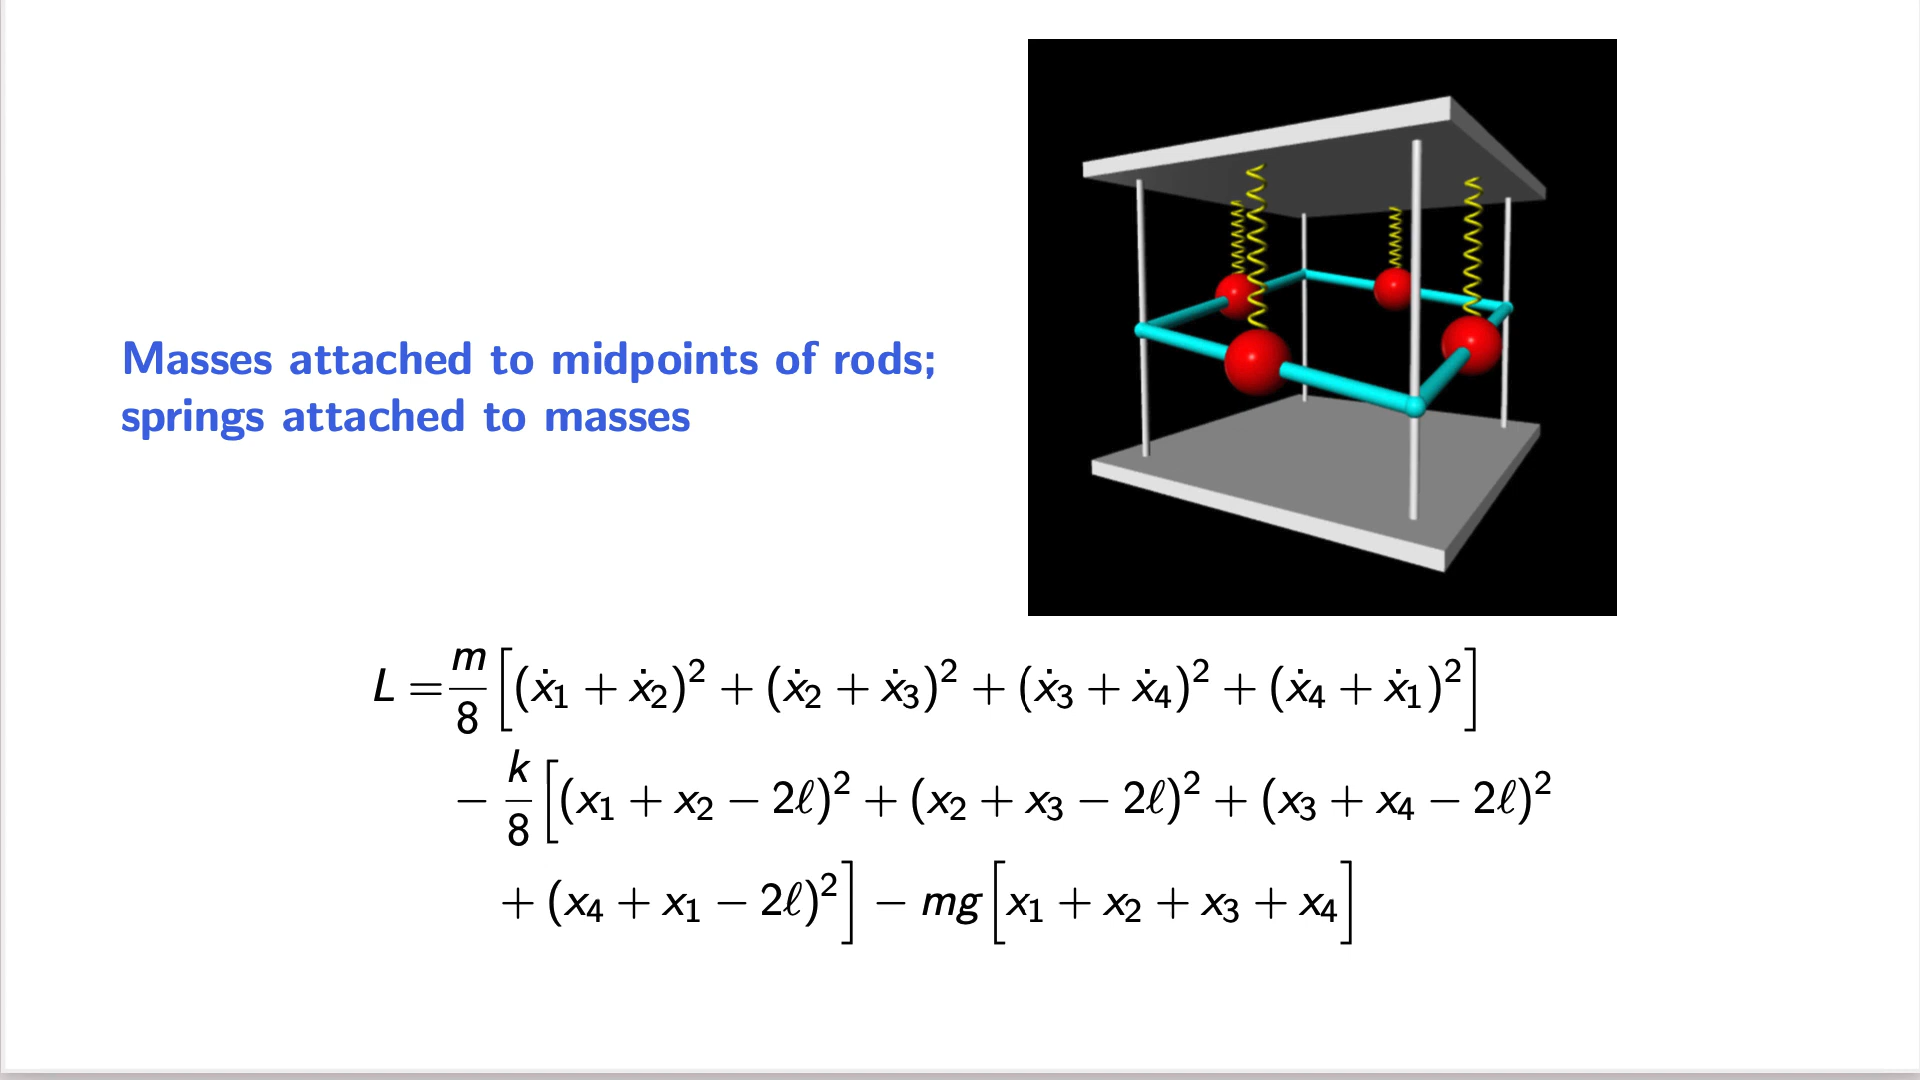 Masses attached to midpoints of rods;
springs attached to masses
L = m/8 [(ẋ₁ + ẋ₂)² + (ẋ₂ + ẋ₃)² + (ẋ₃ + ẋ₄)² + (ẋ₄ + ẋ₁)²]
− k/8 [(x₁ + x₂ − 2ℓ)² + (x₂ + x₃ − 2ℓ)² + (x₃ + x₄ − 2ℓ)²
+ (x₄ + x₁ − 2ℓ)²] − mg[x₁ + x₂ + x₃ + x₄]